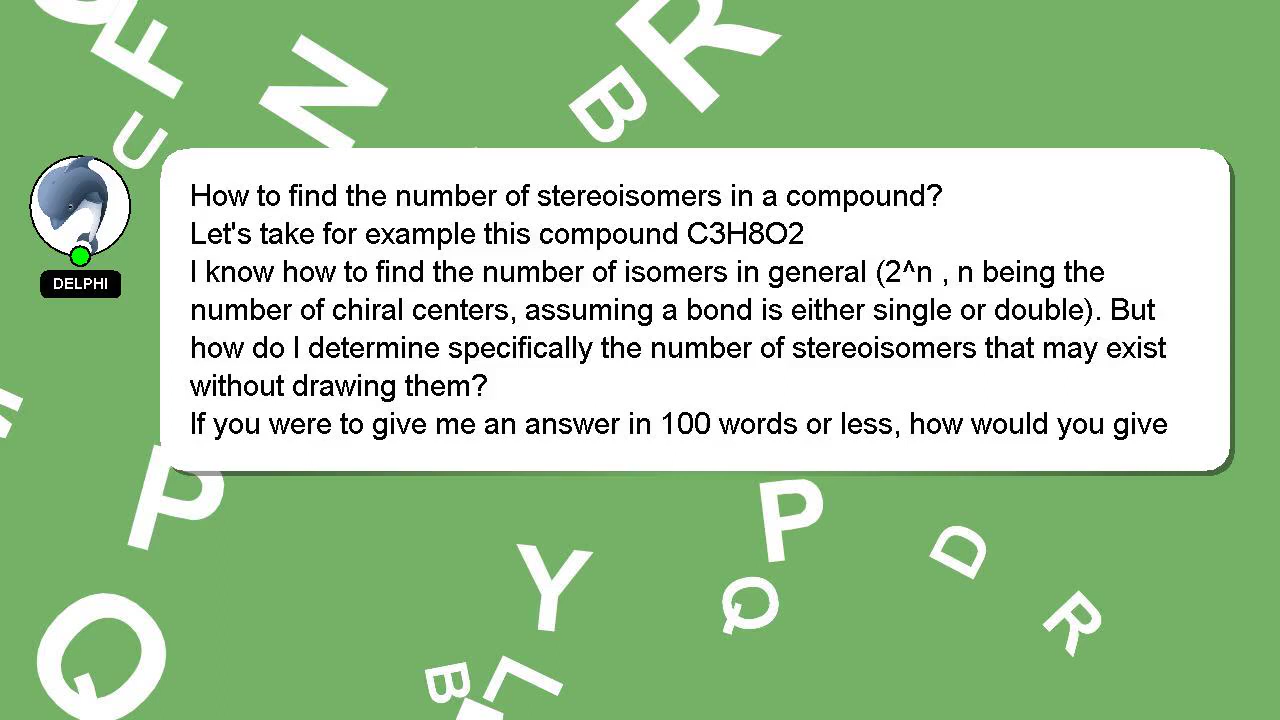 F
U
N
B
R
DELPHI
How to find the number of stereoisomers in a compound?
Let's take for example this compound C3H8O2
I know how to find the number of isomers in general (2^n , n being the
number of chiral centers, assuming a bond is either single or double). But
how do I determine specifically the number of stereoisomers that may exist
without drawing them?
If you were to give me an answer in 100 words or less, how would you give
P
P
Y
D
Q
Q
R
B
L